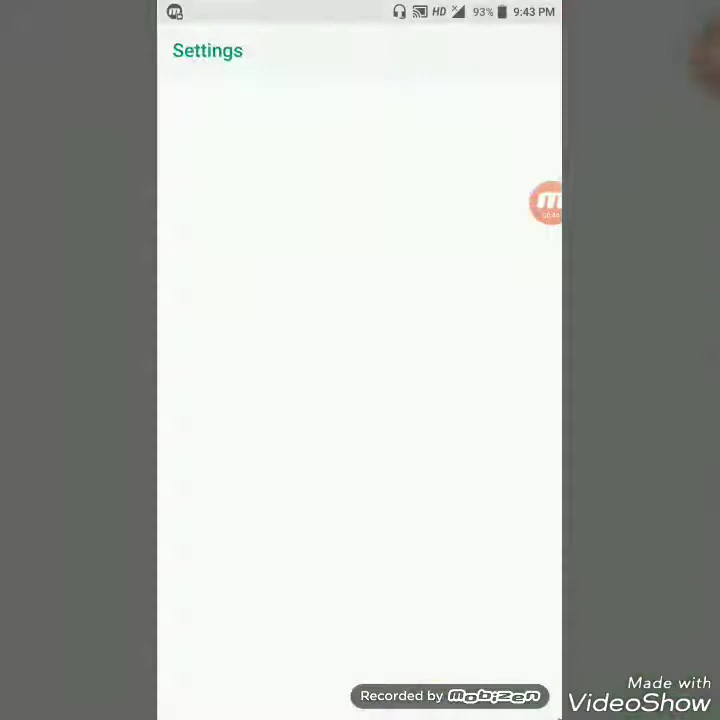 HD 93% 9:43 PM
Settings
Recorded by mobizen
Made with
VideoShow